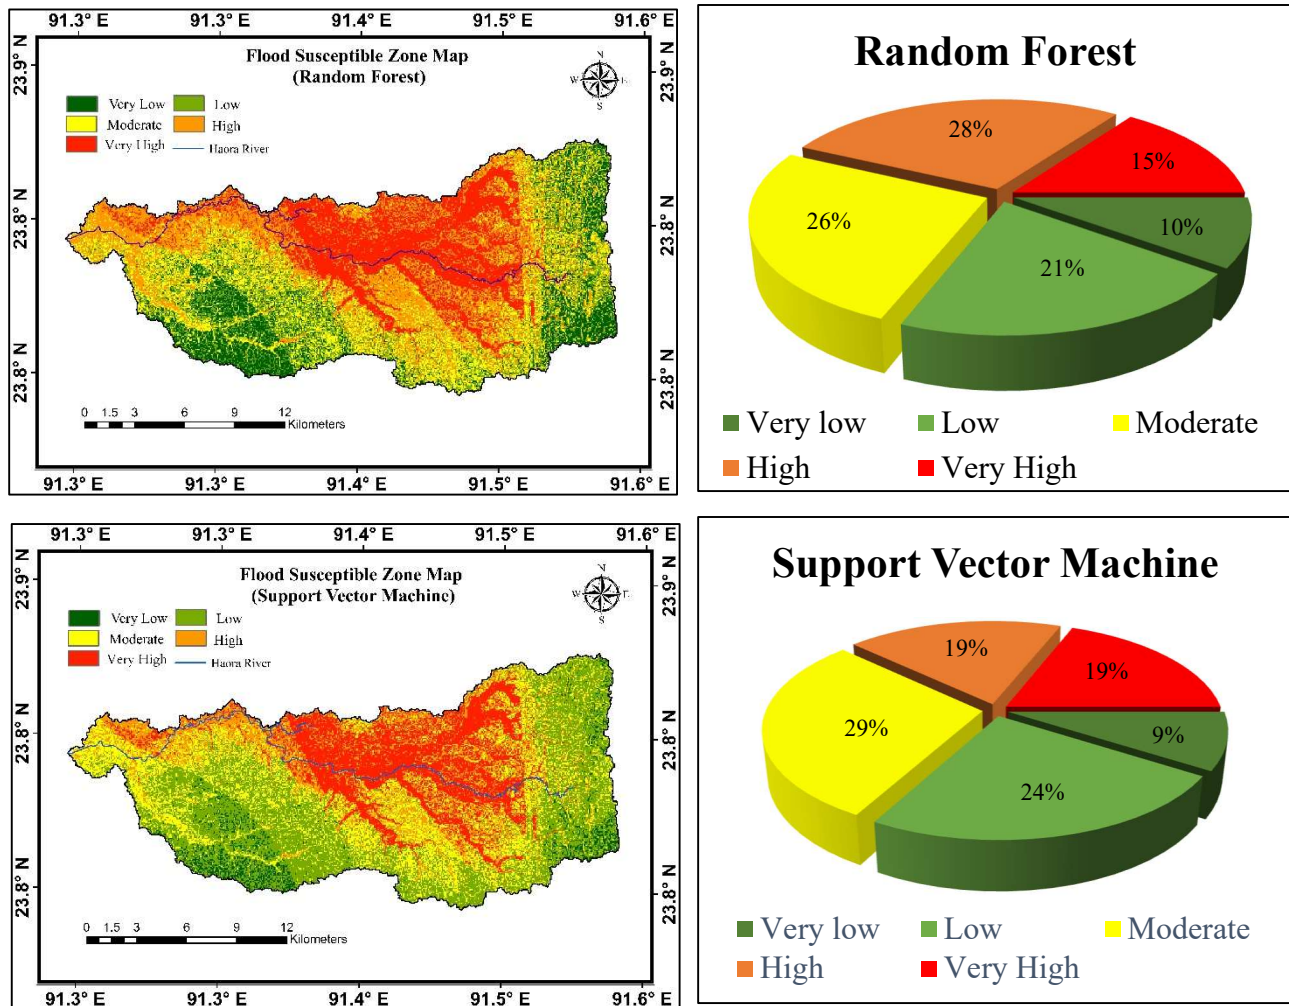 91.3° E 91.3° E 91.4° E 91.5° E 91.6° E
Flood Susceptible Zone Map
(Random Forest)
N
W E
S
Very Low Low
Moderate High
Very High Haora River
23.9° N 23.9° N
23.8° N 23.8° N
23.8° N 23.8° N
0 1.5 3 6 9 12
Kilometers
91.3° E 91.3° E 91.4° E 91.5° E 91.6° E
Random Forest
28%
15%
26%
10%
21%
Very low Low Moderate
High Very High
91.3° E 91.3° E 91.4° E 91.5° E 91.6° E
Flood Susceptible Zone Map
(Support Vector Machine)
N
W E
S
Very Low Low
Moderate High
Very High Haora River
23.9° N 23.9° N
23.8° N 23.8° N
23.8° N 23.8° N
0 1.5 3 6 9 12
Kilometers
91.3° E 91.3° E 91.4° E 91.5° E 91.6° E
Support Vector Machine
19%
19%
29%
9%
24%
Very low Low Moderate
High Very High